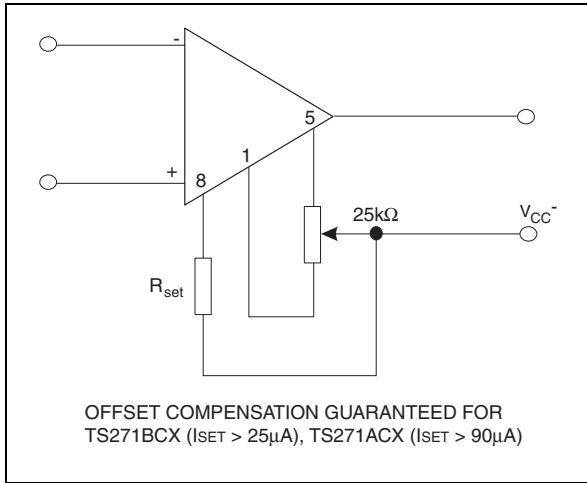 -
5
1
+
8
25kΩ
VCC-
Rset
OFFSET COMPENSATION GUARANTEED FOR
TS271BCX (ISET > 25μA), TS271ACX (ISET > 90μA)